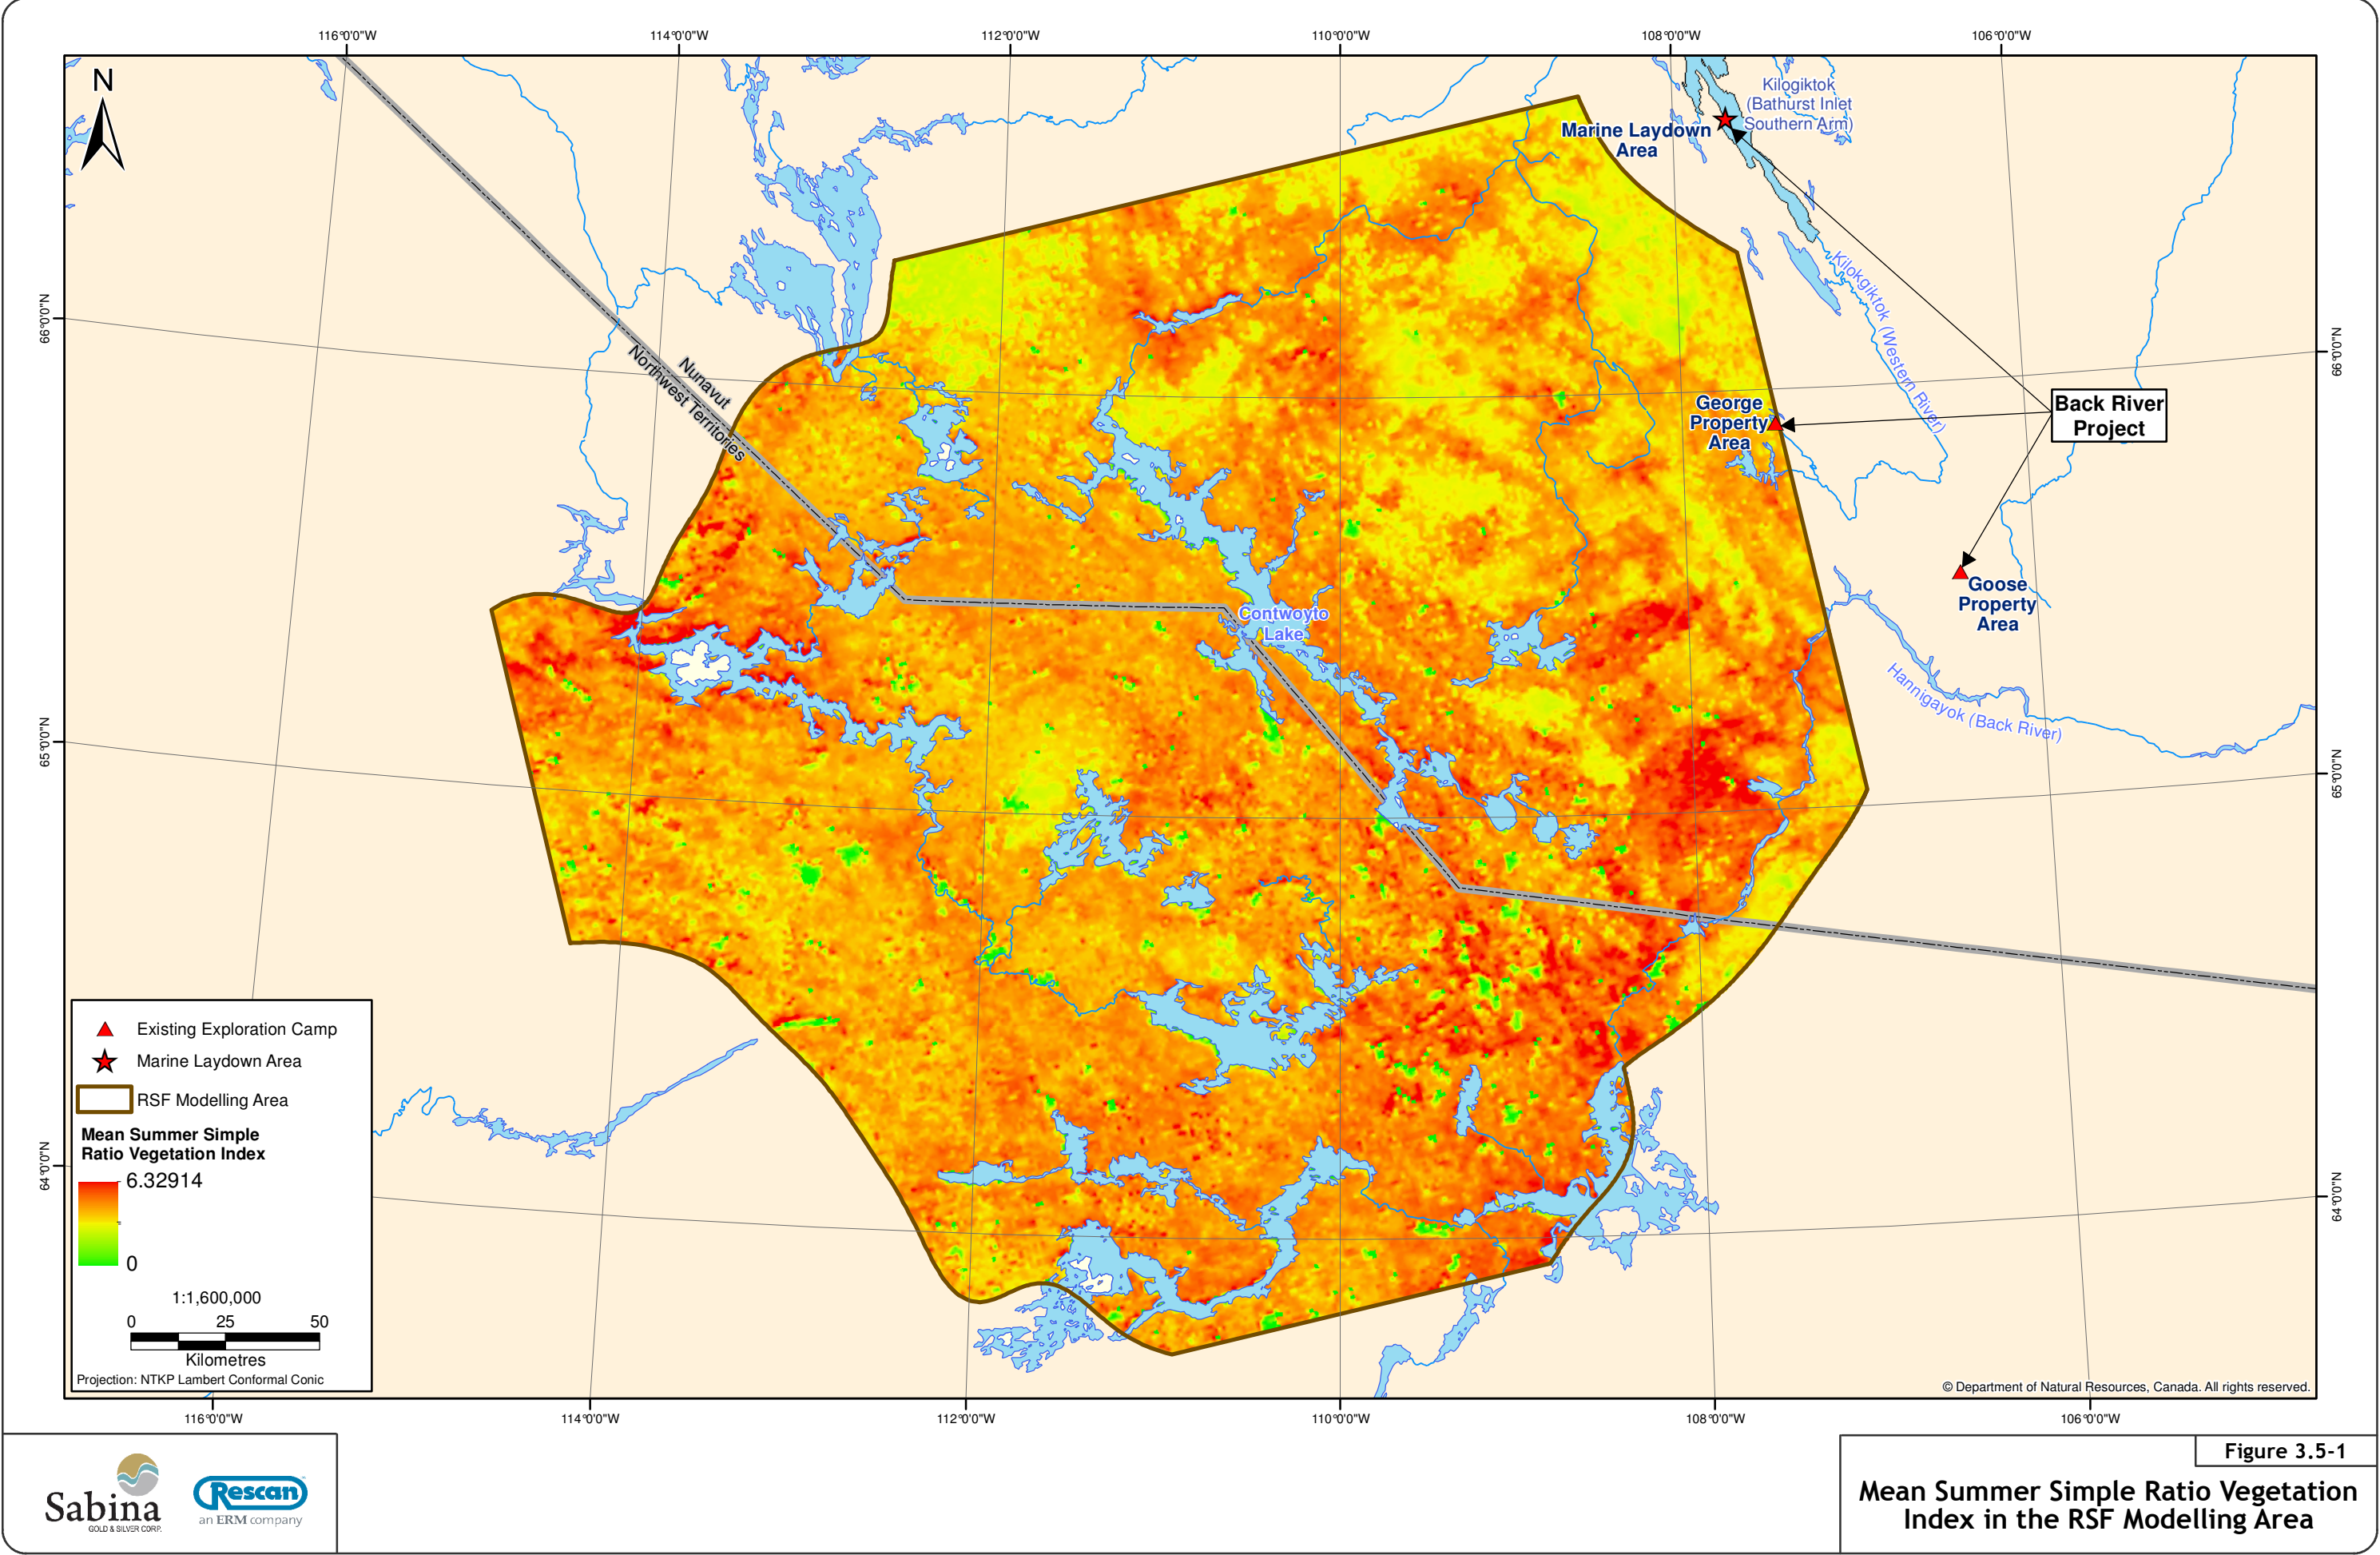 116°0'0"W
114°0'0"W
112°0'0"W
110°0'0"W
108°0'0"W
106°0'0"W
N
Kilogiktok
(Bathurst Inlet
Southern Arm)
Marine Laydown
Area
Kilokgiktok (Western River)
66°0'0"N
66°0'0"N
Nunavut
Northwest Territories
George
Property
Area
Back River
Project
Goose
Property
Area
Contwoyto
Lake
Hannigayok (Back River)
65°0'0"N
65°0'0"N
64°0'0"N
64°0'0"N
Existing Exploration Camp
Marine Laydown Area
RSF Modelling Area
Mean Summer Simple
Ratio Vegetation Index
6.32914
0
1:1,600,000
0 25 50
Kilometres
Projection: NTKP Lambert Conformal Conic
© Department of Natural Resources, Canada. All rights reserved.
116°0'0"W
114°0'0"W
112°0'0"W
110°0'0"W
108°0'0"W
106°0'0"W
Sabina
GOLD & SILVER CORP.
Rescan
an ERM company
Figure 3.5-1
Mean Summer Simple Ratio Vegetation
Index in the RSF Modelling Area